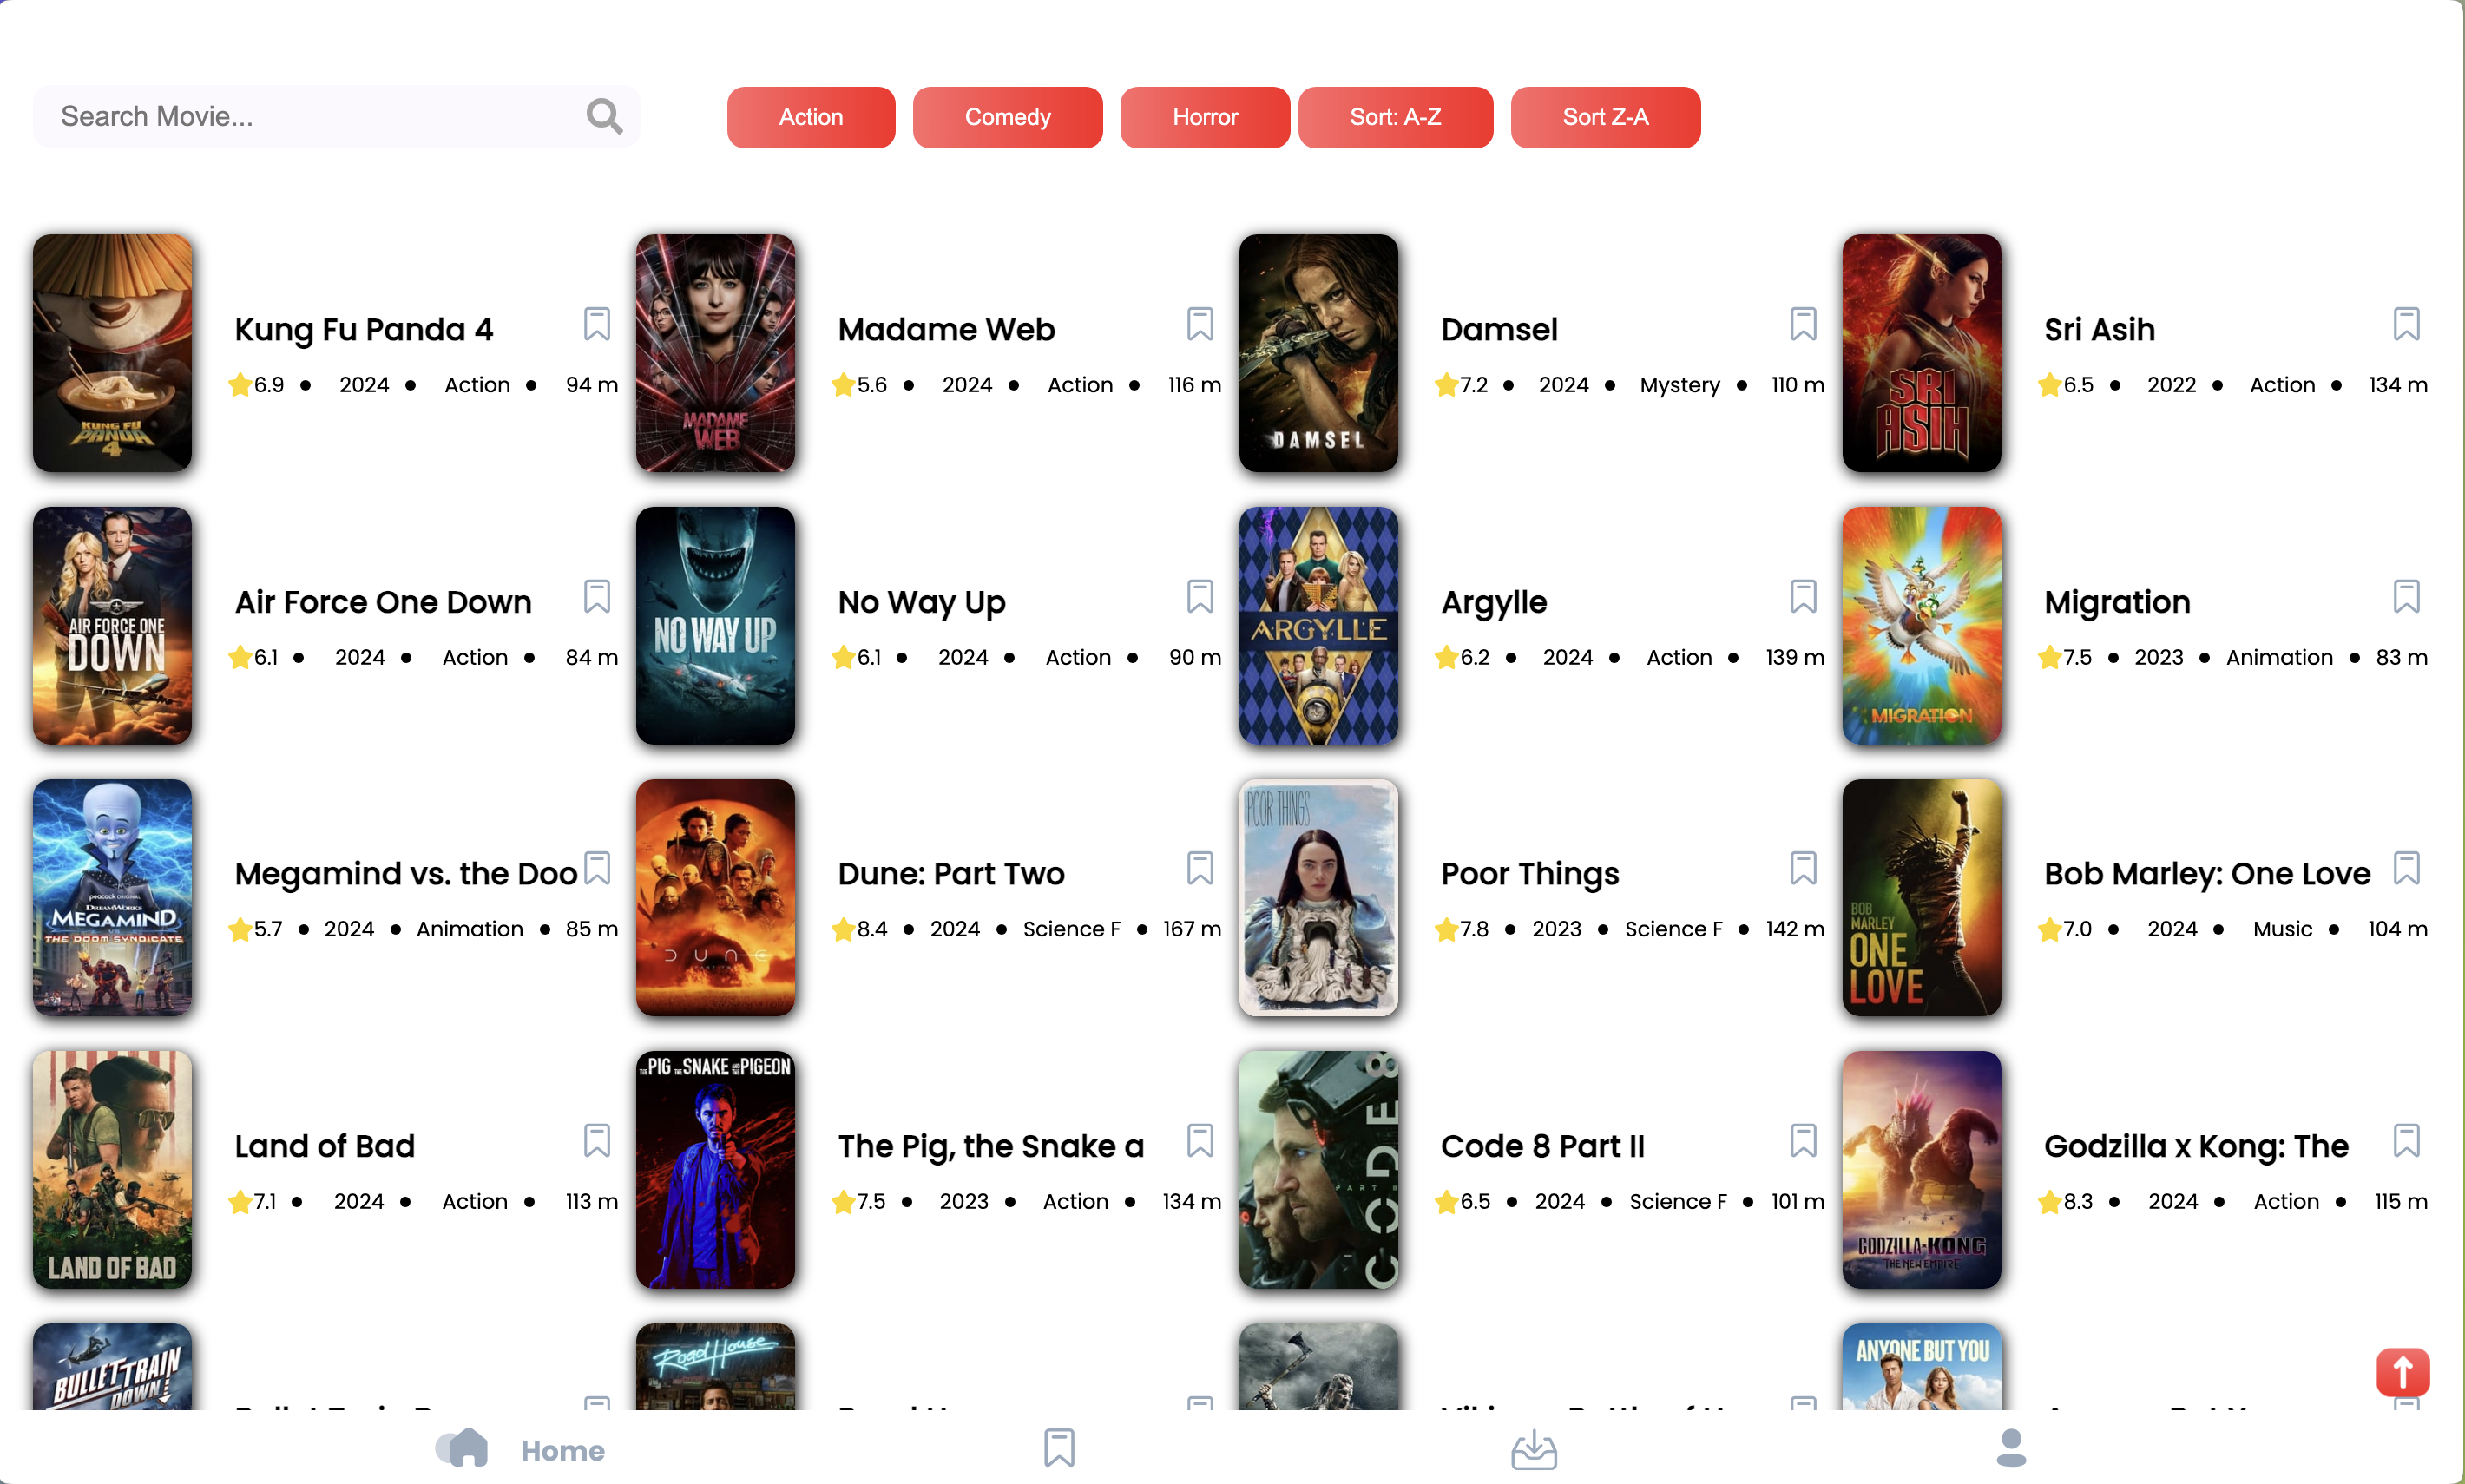 Search Movie...
Action
Comedy
Horror
Sort: A-Z
Sort Z-A
KUNG FU
PANDA
4
Kung Fu Panda 4
6.9 ● 2024 ● Action ● 94 m
MADAME
WEB
Madame Web
5.6 ● 2024 ● Action ● 116 m
DAMSEL
Damsel
7.2 ● 2024 ● Mystery ● 110 m
SRI
ASIH
Sri Asih
6.5 ● 2022 ● Action ● 134 m
AIR FORCE ONE
DOWN
Air Force One Down
6.1 ● 2024 ● Action ● 84 m
NO WAY UP
No Way Up
6.1 ● 2024 ● Action ● 90 m
ARGYLLE
Argylle
6.2 ● 2024 ● Action ● 139 m
MIGRATION
Migration
7.5 ● 2023 ● Animation ● 83 m
peacock ORIGINAL
DREAMWORKS
MEGAMIND
THE DOOM SYNDICATE
Megamind vs. the Doo
5.7 ● 2024 ● Animation ● 85 m
DUNE
Dune: Part Two
8.4 ● 2024 ● Science F ● 167 m
POOR THINGS
Poor Things
7.8 ● 2023 ● Science F ● 142 m
BOB
MARLEY
ONE
LOVE
Bob Marley: One Love
7.0 ● 2024 ● Music ● 104 m
LAND OF BAD
Land of Bad
7.1 ● 2024 ● Action ● 113 m
THE PIG THE SNAKE AND THE PIGEON
The Pig, the Snake a
7.5 ● 2023 ● Action ● 134 m
CODE 8
PART II
Code 8 Part II
6.5 ● 2024 ● Science F ● 101 m
GODZILLA x KONG
THE NEW EMPIRE
Godzilla x Kong: The
8.3 ● 2024 ● Action ● 115 m
BULLET TRAIN
DOWN
Road House
ANYONE BUT YOU
Home